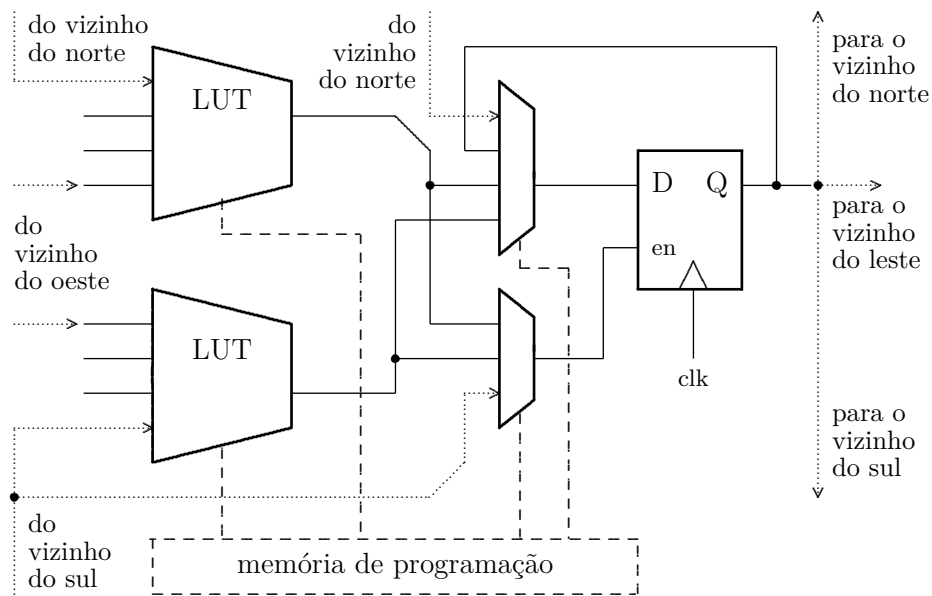 do vizinho
do norte
LUT
do
vizinho
do norte
para o
vizinho
do norte
D
Q
en
clk
do
vizinho
do oeste
para o
vizinho
do leste
LUT
para o
vizinho
do sul
do
vizinho
do sul
memória de programação